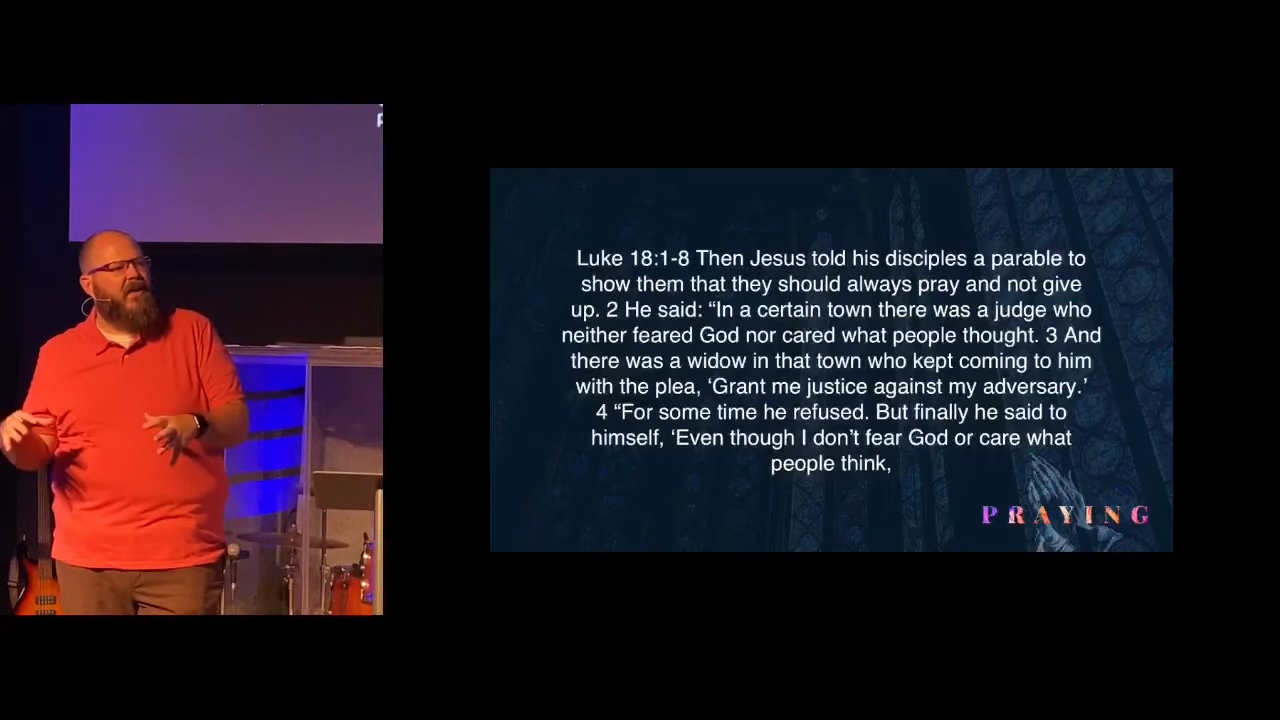 Luke 18:1-8 Then Jesus told his disciples a parable to
show them that they should always pray and not give
up. 2 He said: “In a certain town there was a judge who
neither feared God nor cared what people thought. 3 And
there was a widow in that town who kept coming to him
with the plea, ‘Grant me justice against my adversary.’
4 “For some time he refused. But finally he said to
himself, ‘Even though I don’t fear God or care what
people think,
PRAYING